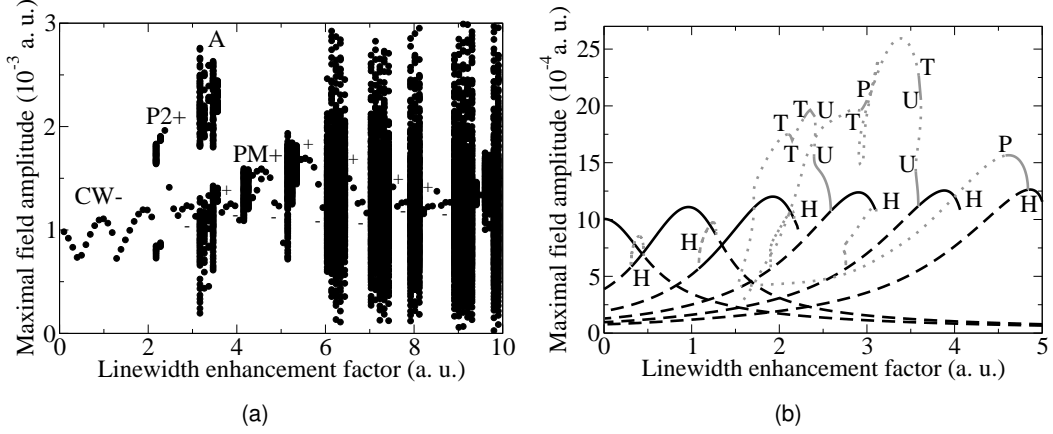 (a)
3
2
1
0
Maximal field amplitude (10⁻³ a. u.)
A
P2+
PM+
CW-
+
+
+
+
+
-
-
-
-
-
0
2
4
6
8
10
Linewidth enhancement factor (a. u.)
(a)
(b)
25
20
15
10
5
0
Maximal field amplitude (10⁻⁴ a. u.)
T
P
T
U
T
T
T
U
U
U
P
H
H
H
H
H
H
0
1
2
3
4
5
Linewidth enhancement factor (a. u.)
(b)